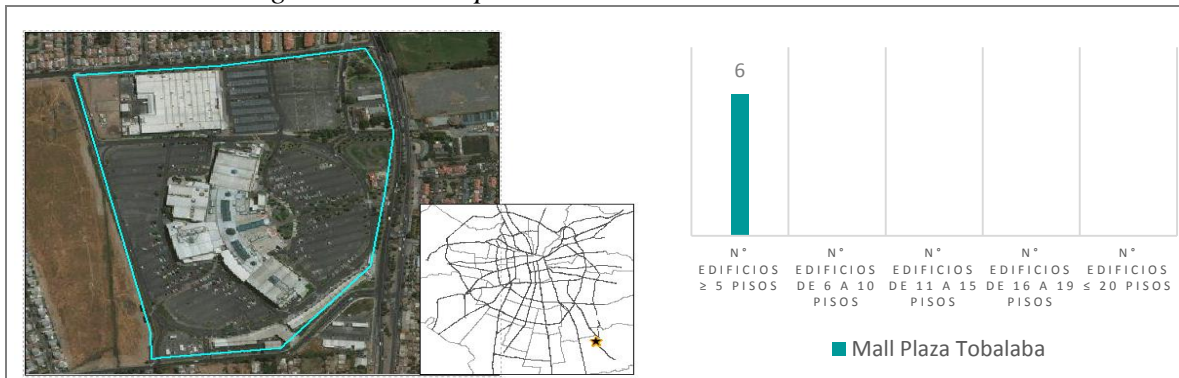 6
N°
EDIFICIOS
≥ 5 PISOS
N°
EDIFICIOS
DE 6 A 10
PISOS
N°
EDIFICIOS
DE 11 A 15
PISOS
N°
EDIFICIOS
DE 16 A 19
PISOS
N°
EDIFICIOS
≤ 20 PISOS
Mall Plaza Tobalaba